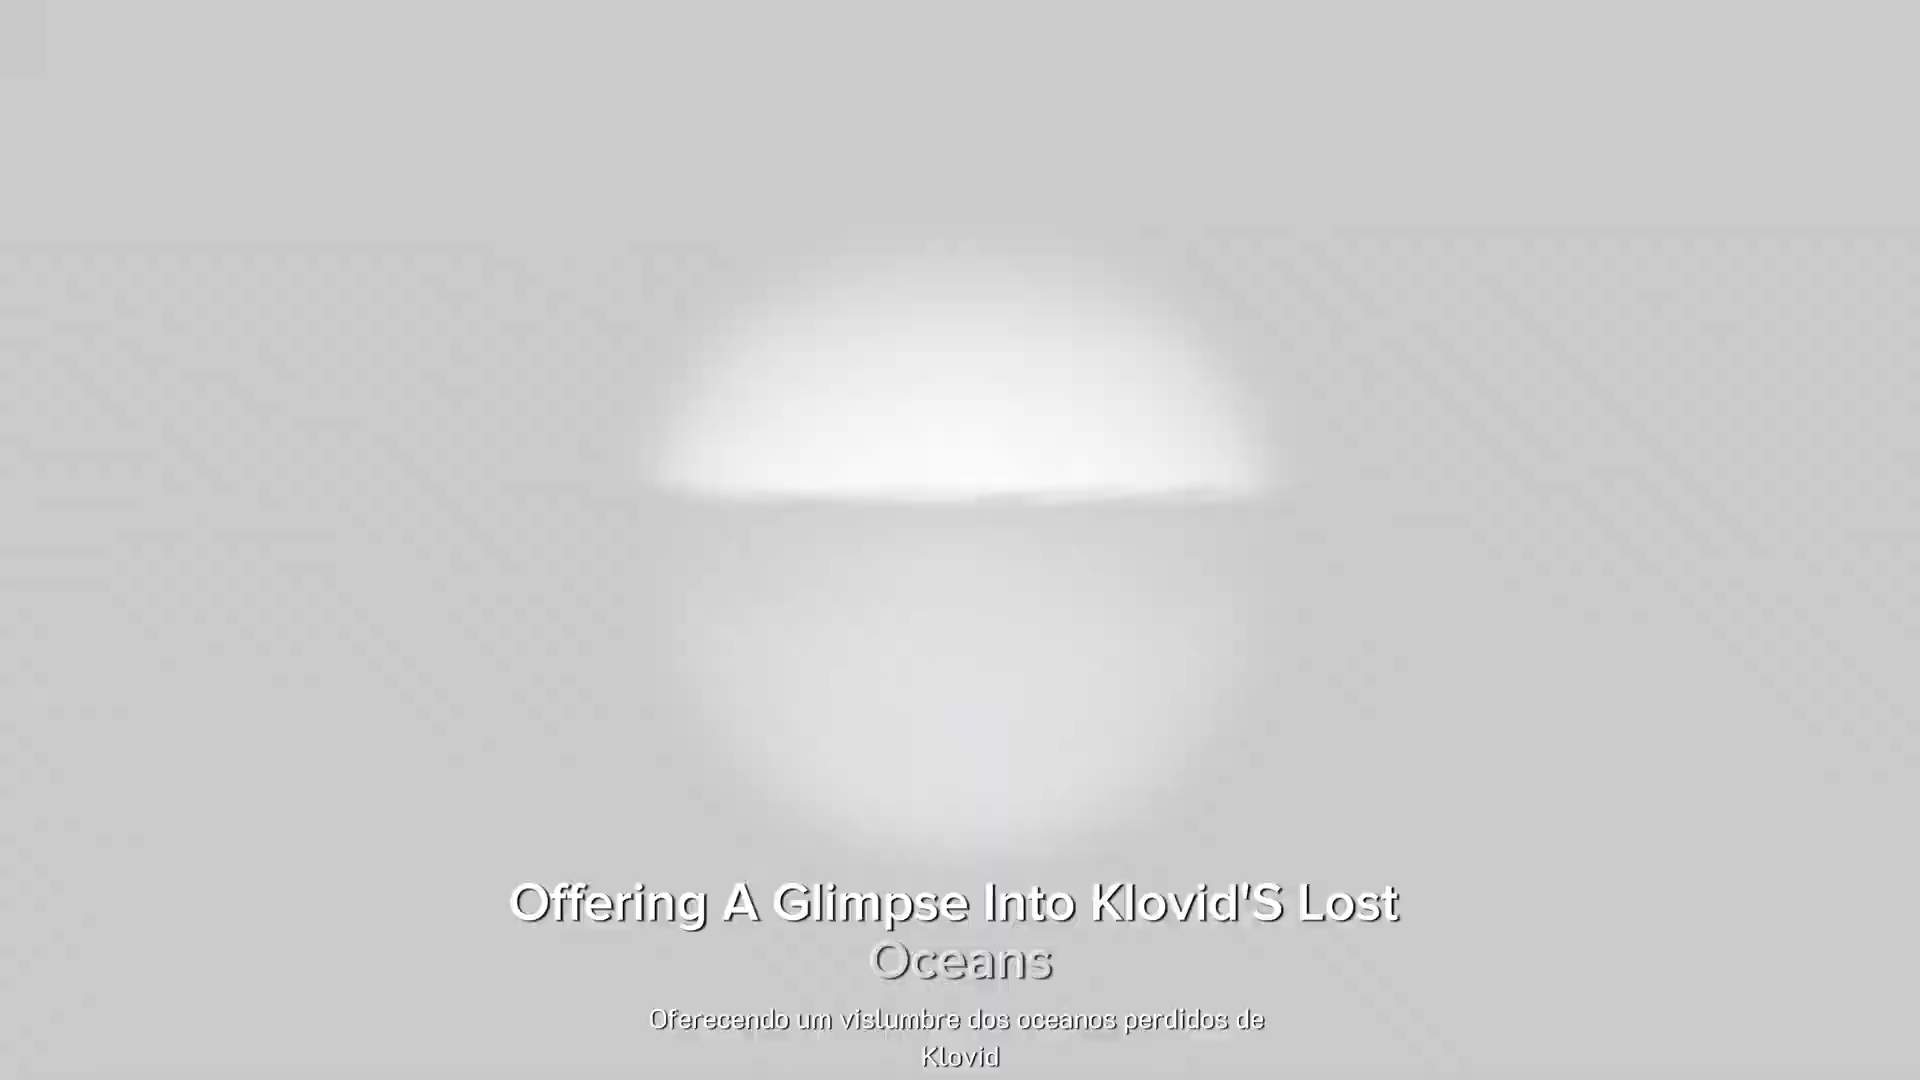 Offering A Glimpse Into Klovid'S Lost
Oceans
Oferecendo um vislumbre dos oceanos perdidos de
Klovid